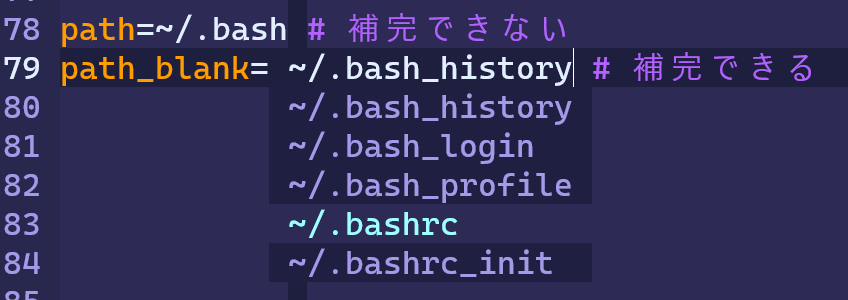 78 path=~/.bash # 補完できない
79 path_blank= ~/.bash_history # 補完できる
80 ~/.bash_history
81 ~/.bash_login
82 ~/.bash_profile
83 ~/.bashrc
84 ~/.bashrc_init